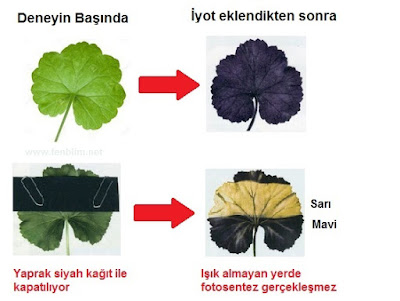 Deneyin Başında
İyot eklendikten sonra
www.fenbilim.net
Sarı
Mavi
Yaprak siyah kağıt ile
kapatılıyor
Işık almayan yerde
fotosentez gerçekleşmez